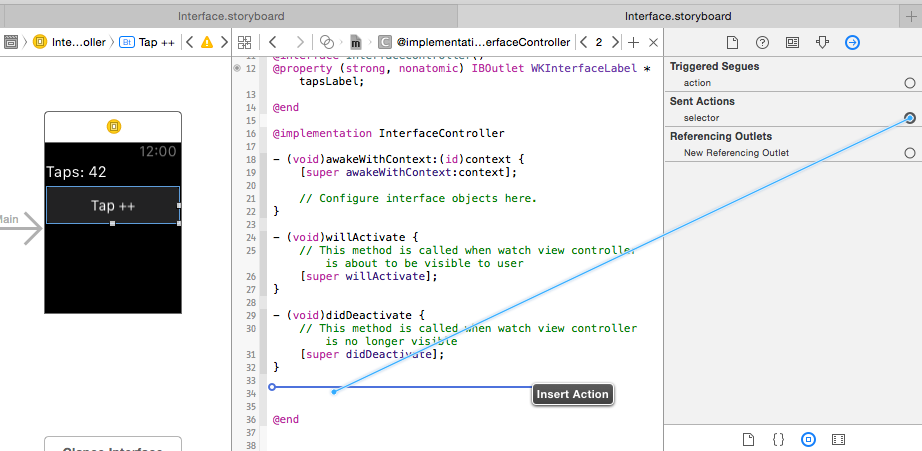 Interface.storyboard
Interface.storyboard
Inte...oller
Bt
Tap ++
m
C
@implementati...erfaceController
2
12:00
Taps: 42
Tap ++
11 @interface InterfaceController()
12 @property (strong, nonatomic) IBOutlet WKInterfaceLabel *
tapsLabel;
13
14 @end
15
16 @implementation InterfaceController
17
18 - (void)awakeWithContext:(id)context {
19 [super awakeWithContext:context];
20
21 // Configure interface objects here.
22 }
23
24 - (void)willActivate {
25 // This method is called when watch view controller
is about to be visible to user
26 [super willActivate];
27 }
28
29 - (void)didDeactivate {
30 // This method is called when watch view controller
is no longer visible
31 [super didDeactivate];
32 }
33
34
Insert Action
35
36 @end
37
38
Triggered Segues
action
Sent Actions
selector
Referencing Outlets
New Referencing Outlet